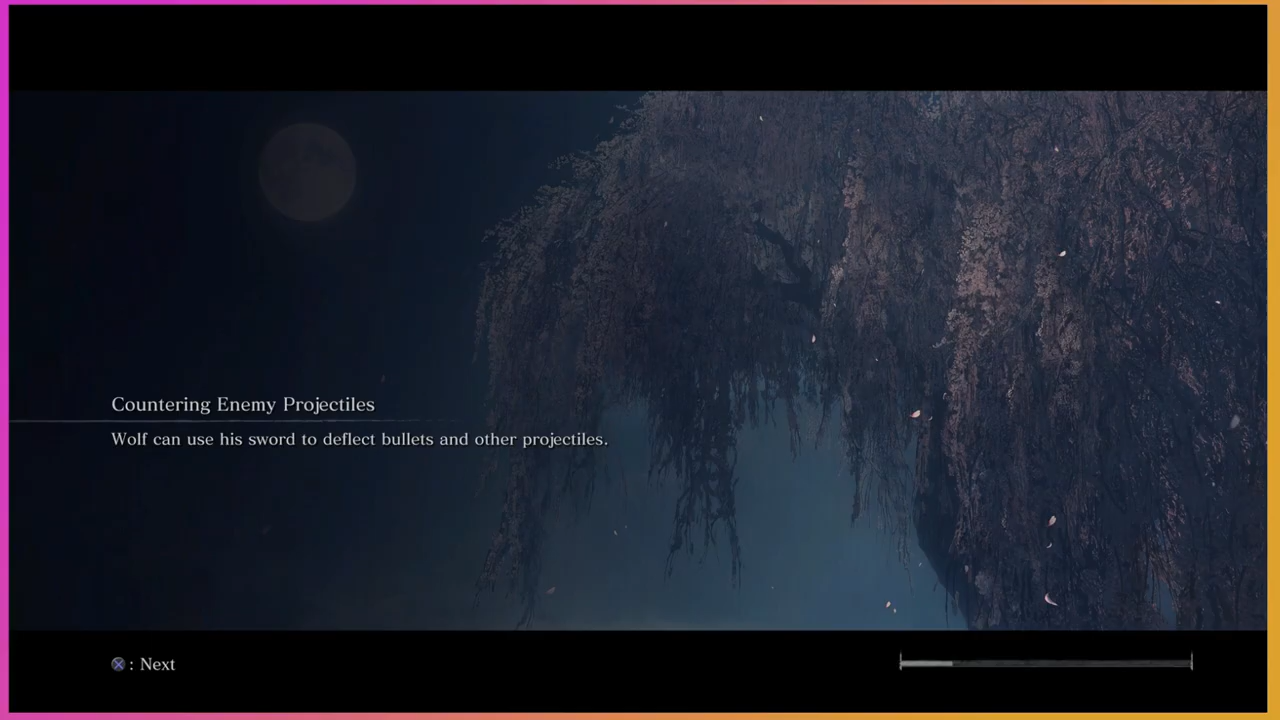 Countering Enemy Projectiles
Wolf can use his sword to deflect bullets and other projectiles.
: Next